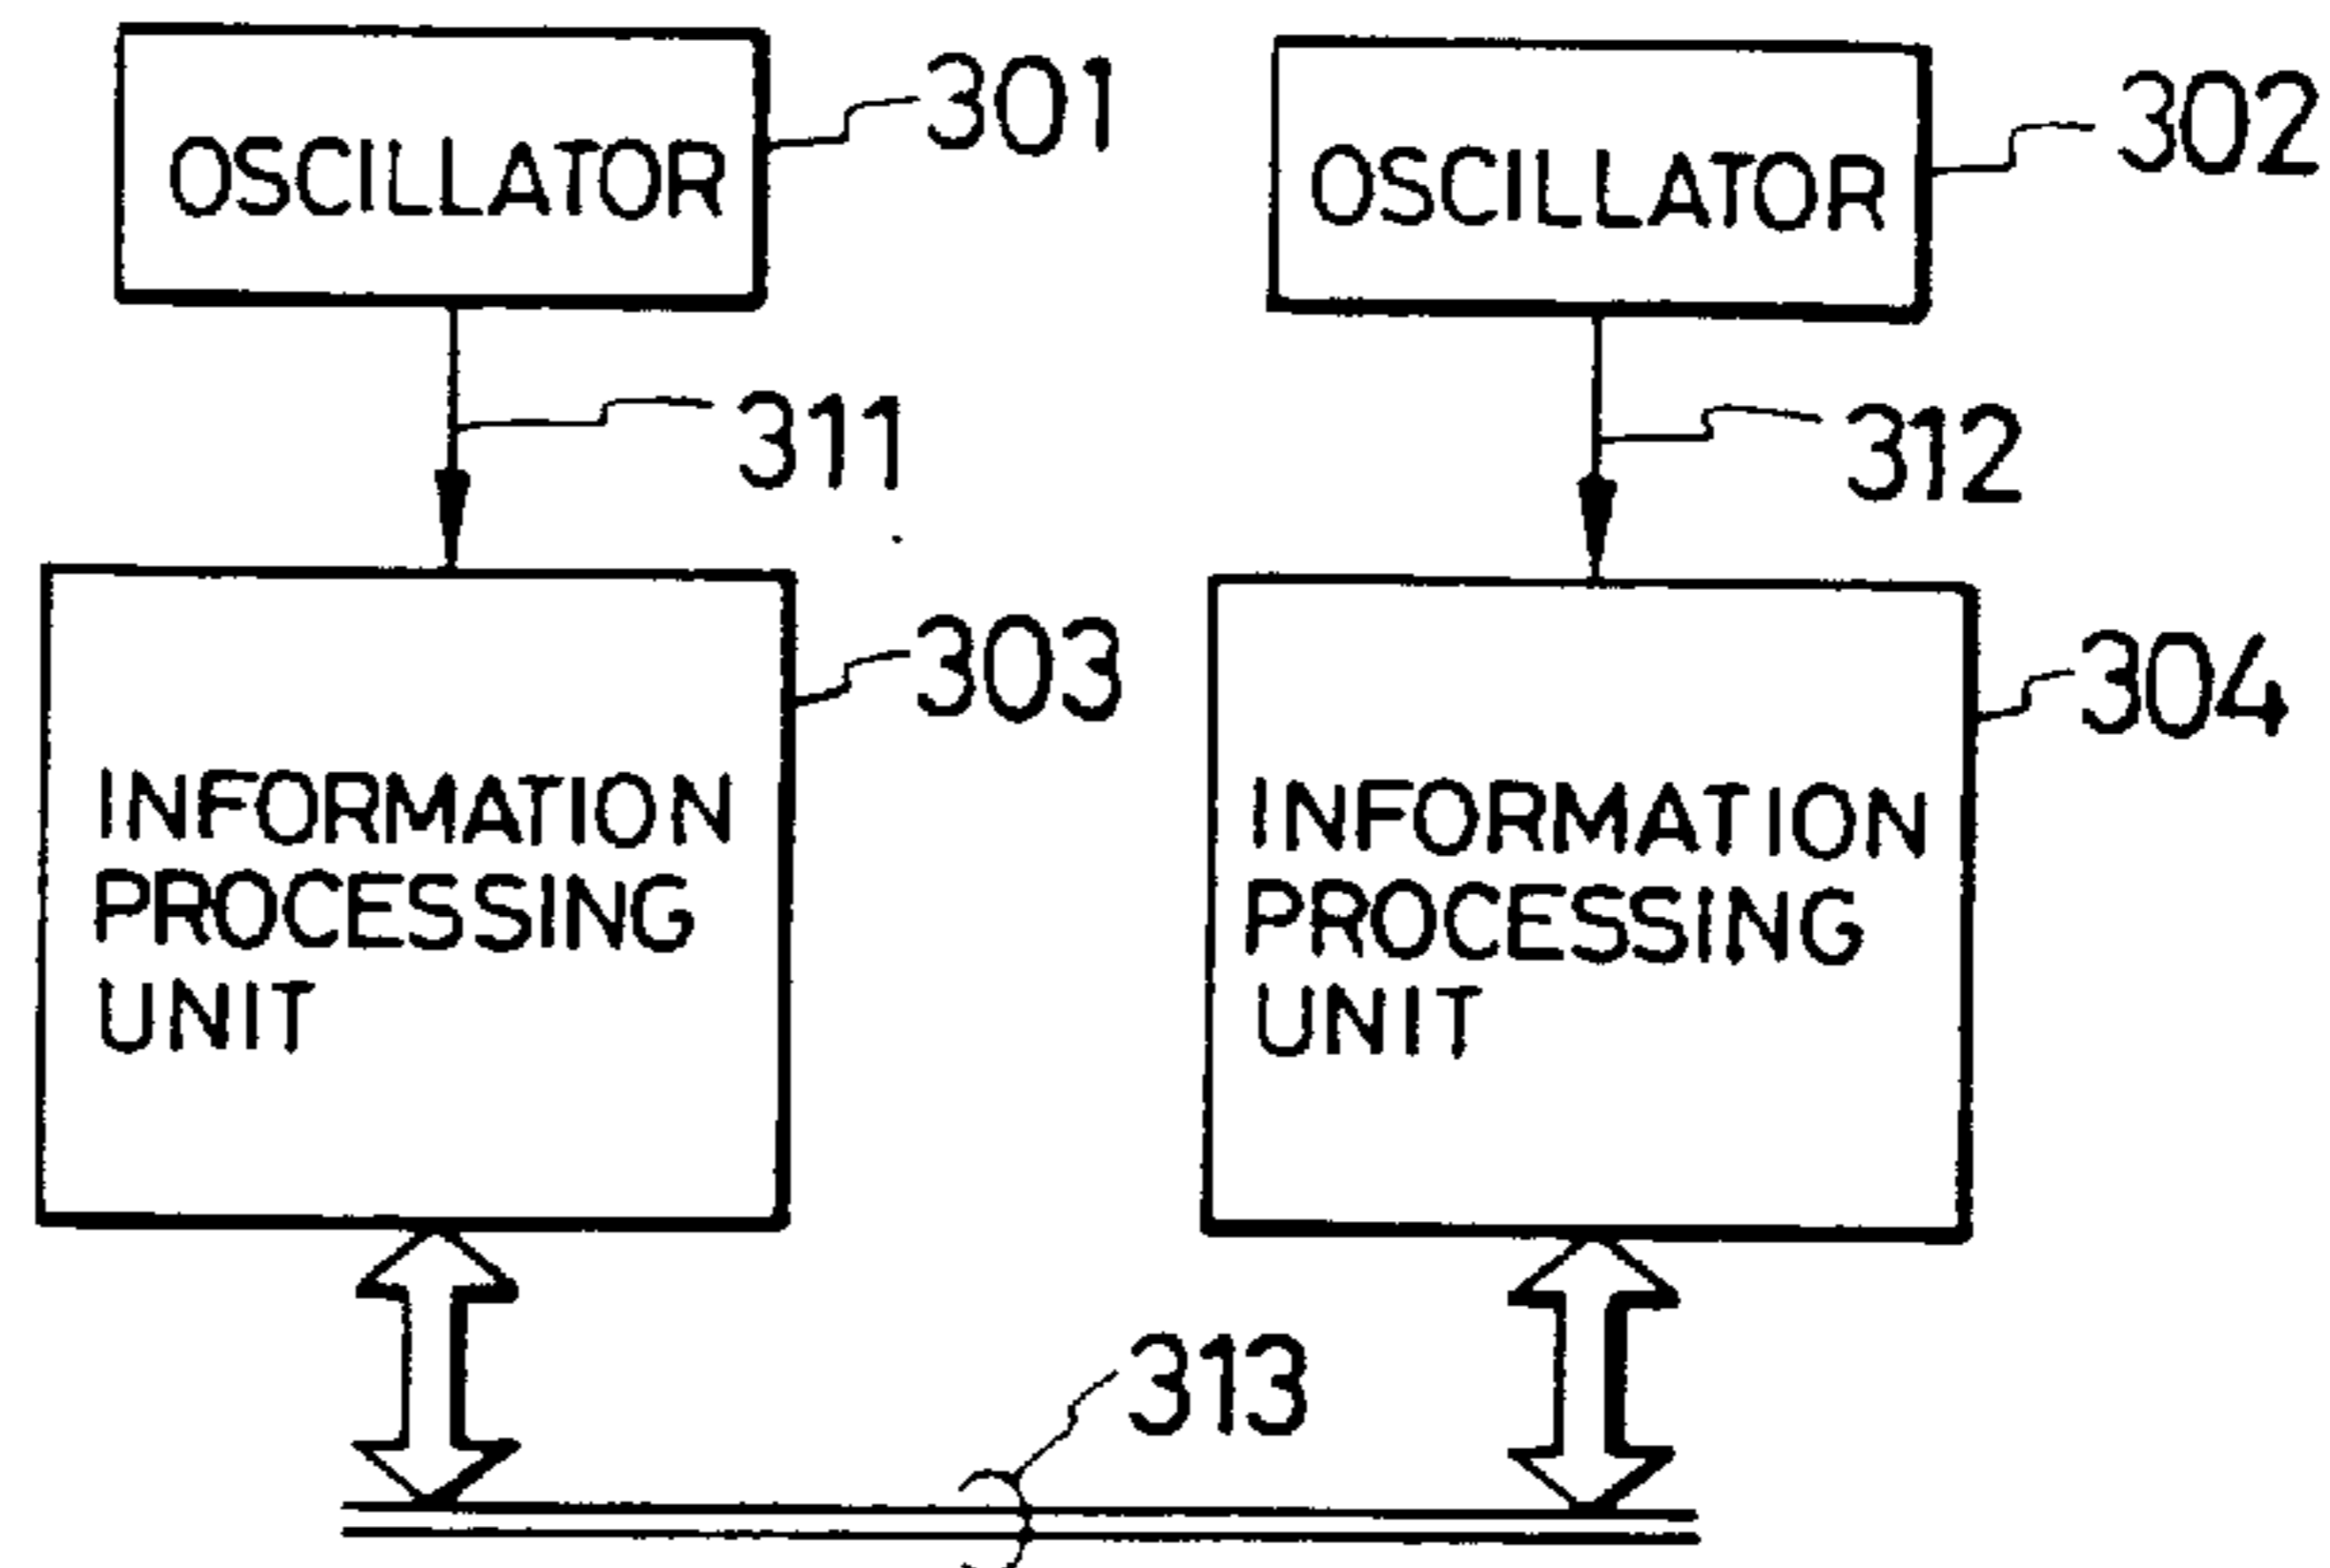 OSCILLATOR
301
OSCILLATOR
302
311
312
303
304
INFORMATION
PROCESSING
UNIT
INFORMATION
PROCESSING
UNIT
313